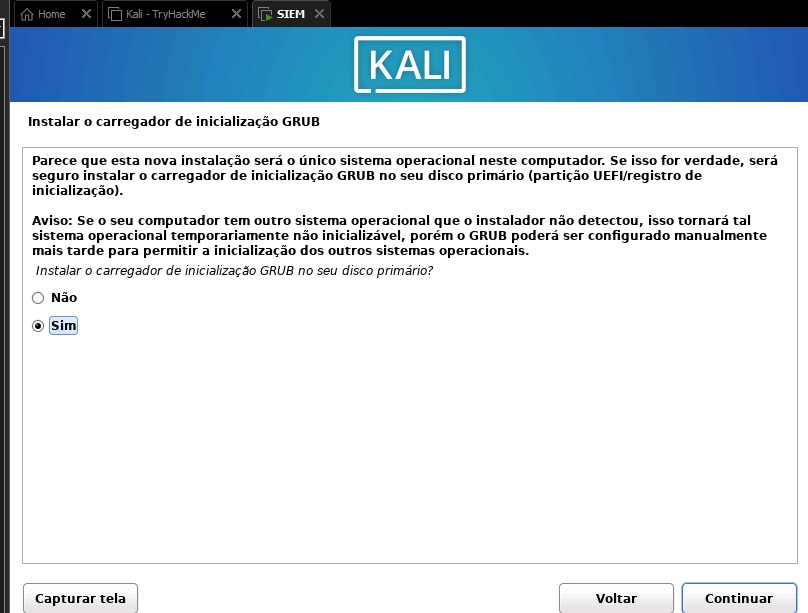 Home
Kali - TryHackMe
SIEM
KALI
Instalar o carregador de inicialização GRUB
Parece que esta nova instalação será o único sistema operacional neste computador. Se isso for verdade, será
seguro instalar o carregador de inicialização GRUB no seu disco primário (partição UEFI/registro de
inicialização).
Aviso: Se o seu computador tem outro sistema operacional que o instalador não detectou, isso tornará tal
sistema operacional temporariamente não inicializável, porém o GRUB poderá ser configurado manualmente
mais tarde para permitir a inicialização dos outros sistemas operacionais.
Instalar o carregador de inicialização GRUB no seu disco primário?
Não
Sim
Capturar tela
Voltar
Continuar